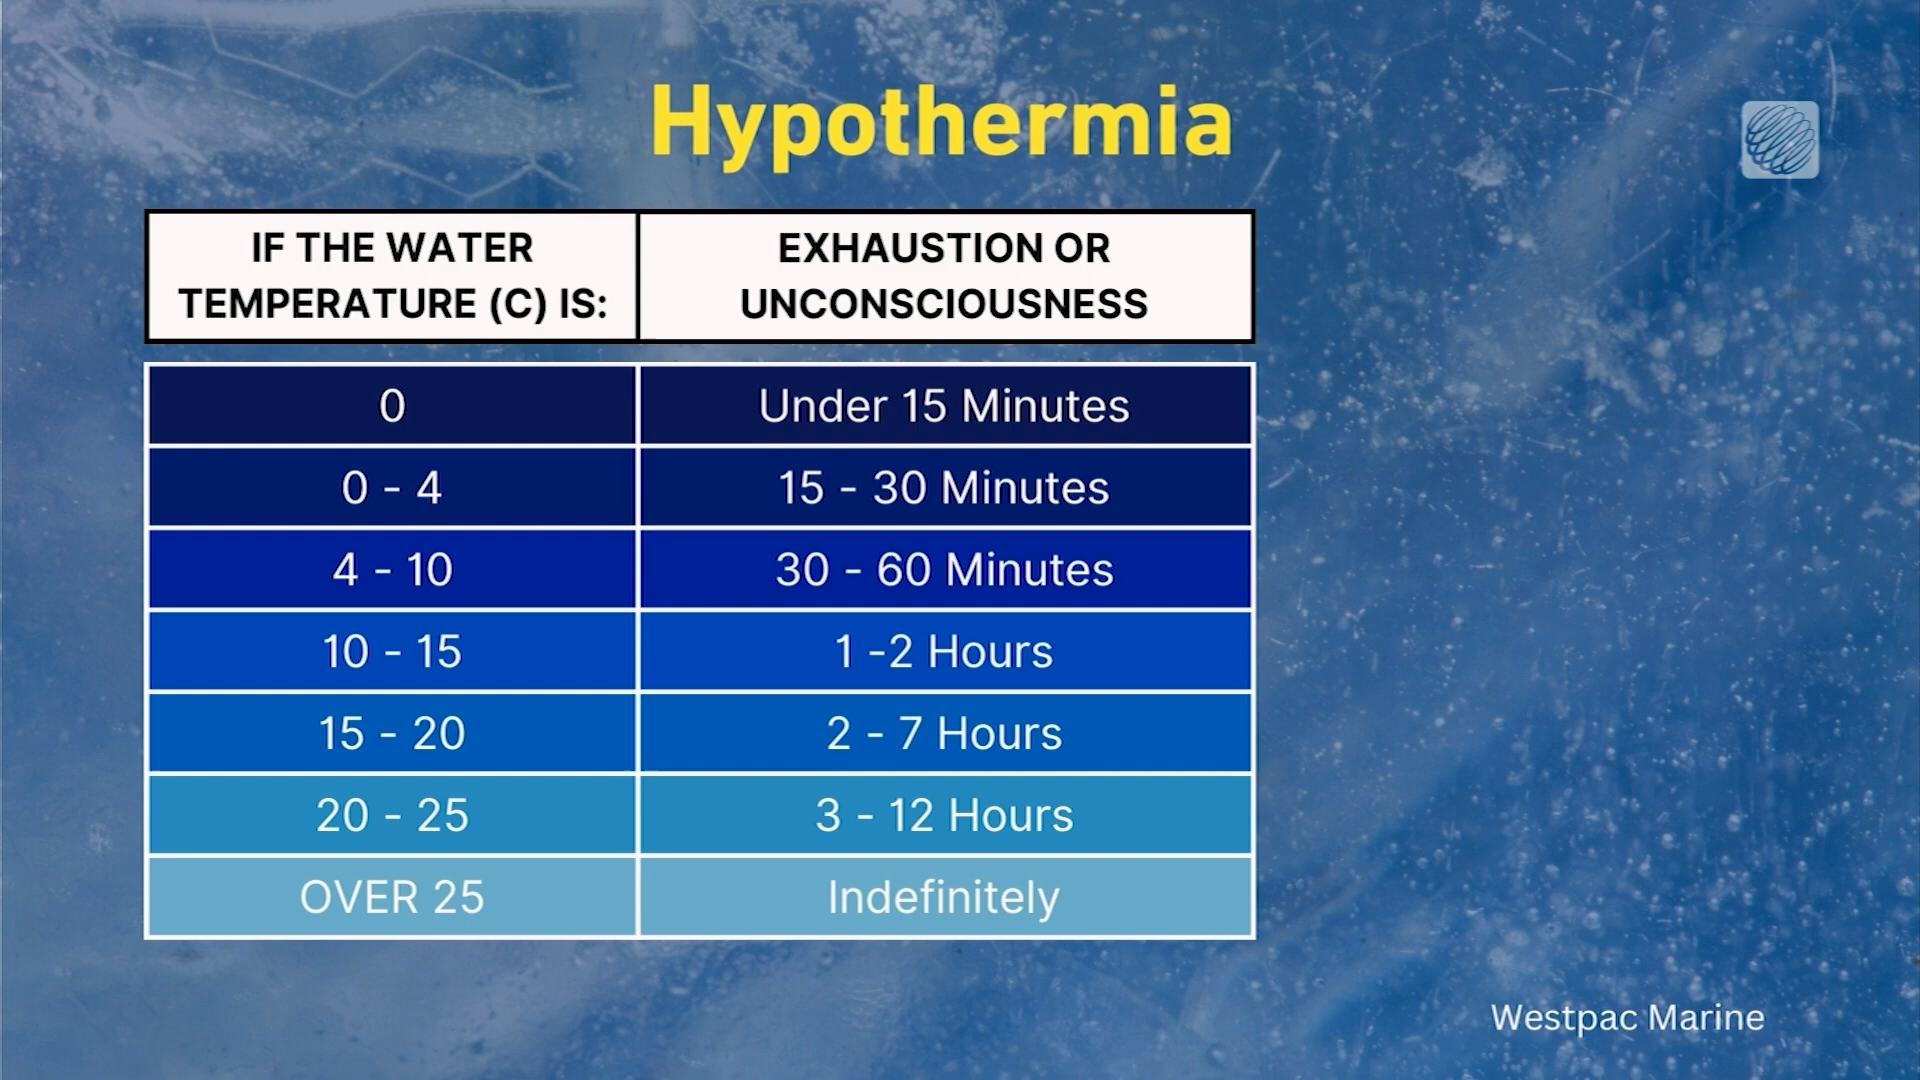 Hypothermia
IF THE WATER
TEMPERATURE (C) IS:
EXHAUSTION OR
UNCONSCIOUSNESS
0
Under 15 Minutes
0 - 4
15 - 30 Minutes
4 - 10
30 - 60 Minutes
10 - 15
1 -2 Hours
15 - 20
2 - 7 Hours
20 - 25
3 - 12 Hours
OVER 25
Indefinitely
Westpac Marine